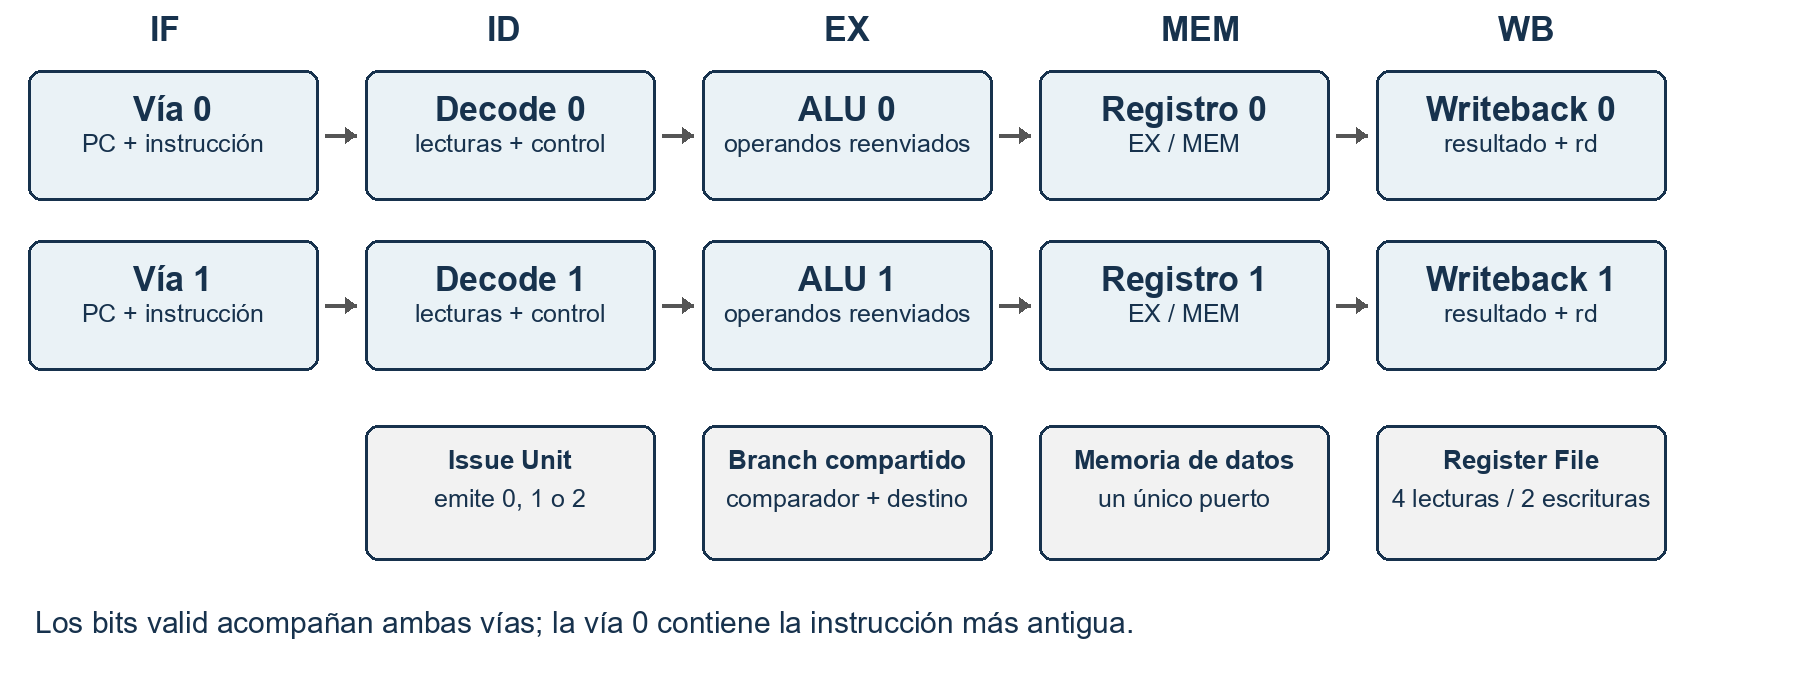 IF
ID
EX
MEM
WB
Vía 0
PC + instrucción
Decode 0
lecturas + control
ALU 0
operandos reenviados
Registro 0
EX / MEM
Writeback 0
resultado + rd
Vía 1
PC + instrucción
Decode 1
lecturas + control
ALU 1
operandos reenviados
Registro 1
EX / MEM
Writeback 1
resultado + rd
Issue Unit
emite 0, 1 o 2
Branch compartido
comparador + destino
Memoria de datos
un único puerto
Register File
4 lecturas / 2 escrituras
Los bits valid acompañan ambas vías; la vía 0 contiene la instrucción más antigua.